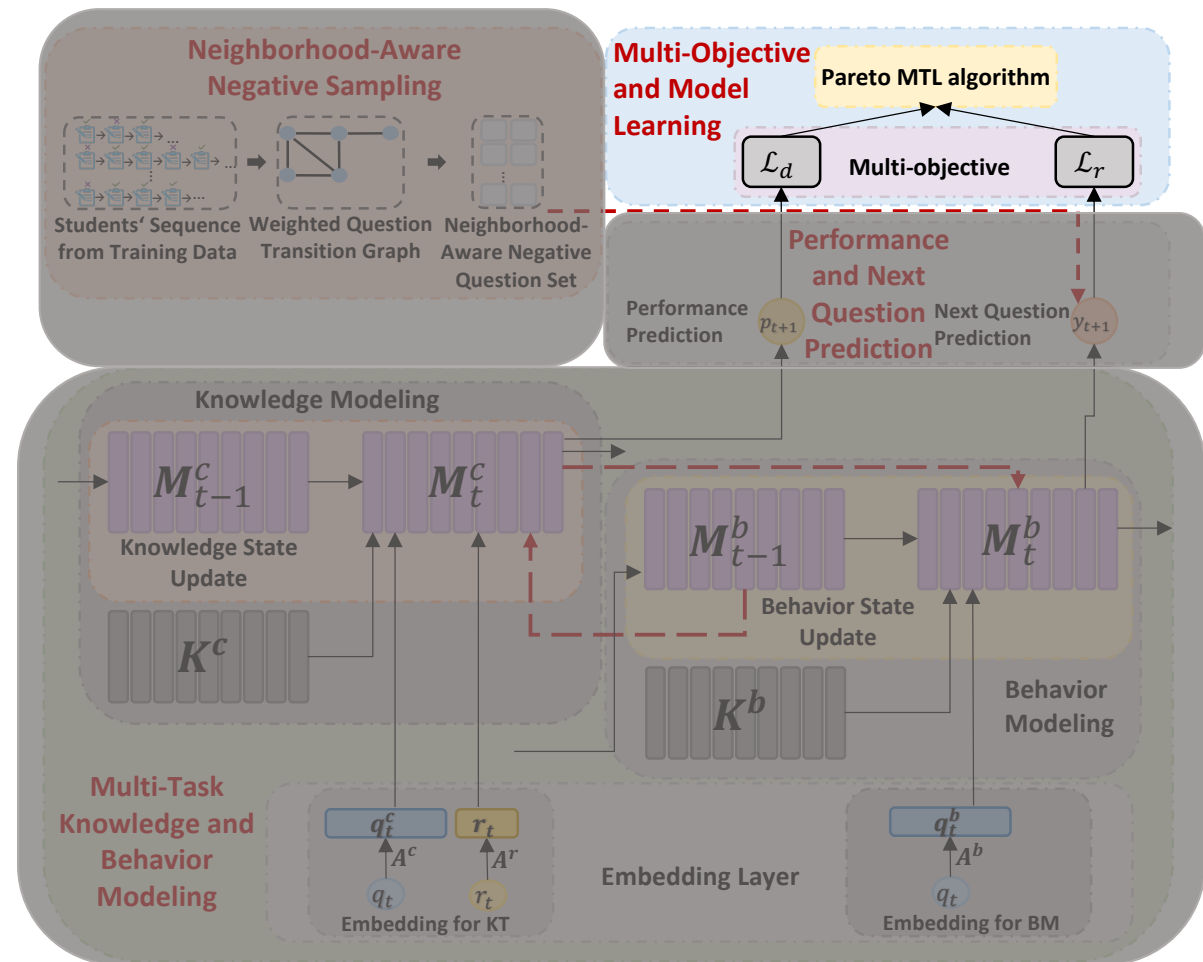 Neighborhood-Aware
Negative Sampling
...
...
...
...
Students‘ Sequence
from Training Data
Weighted Question
Transition Graph
Neighborhood-
Aware Negative
Question Set
Multi-Objective
and Model
Learning
Pareto MTL algorithm
ℒ_d
Multi-objective
ℒ_r
Performance
and Next
Question
Prediction
Performance
Prediction
p_{t+1}
Next Question
Prediction
y_{t+1}
Knowledge Modeling
M^c_{t−1}
M^c_t
Knowledge State
Update
K^c
M^b_{t−1}
M^b_t
Behavior State
Update
K^b
Behavior
Modeling
Multi-Task
Knowledge and
Behavior
Modeling
q^c_t
r_t
A^c
A^r
q_t
r_t
Embedding for KT
Embedding Layer
q^b_t
A^b
q_t
Embedding for BM